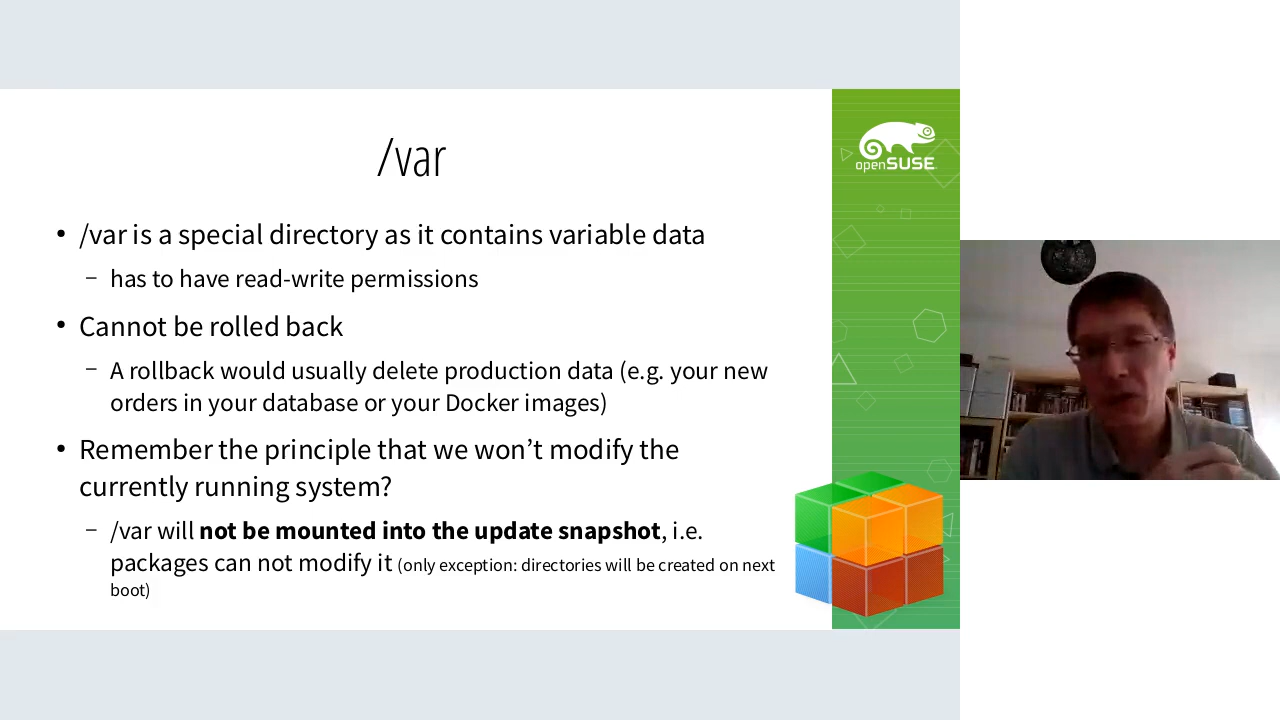 /var
openSUSE
• /var is a special directory as it contains variable data
– has to have read-write permissions
• Cannot be rolled back
– A rollback would usually delete production data (e.g. your new
orders in your database or your Docker images)
• Remember the principle that we won’t modify the
currently running system?
– /var will not be mounted into the update snapshot, i.e.
packages can not modify it (only exception: directories will be created on next
boot)